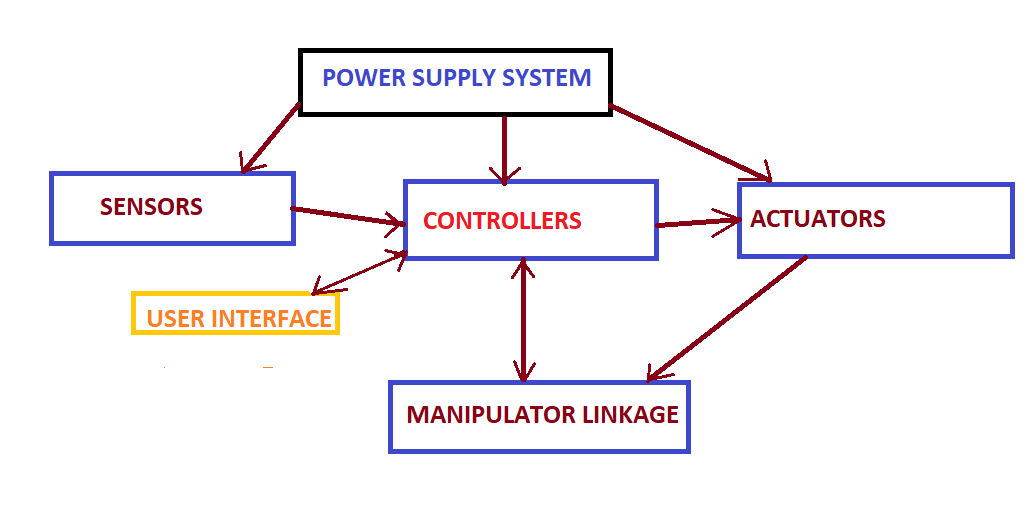 POWER SUPPLY SYSTEM
SENSORS
CONTROLLERS
ACTUATORS
USER INTERFACE
MANIPULATOR LINKAGE